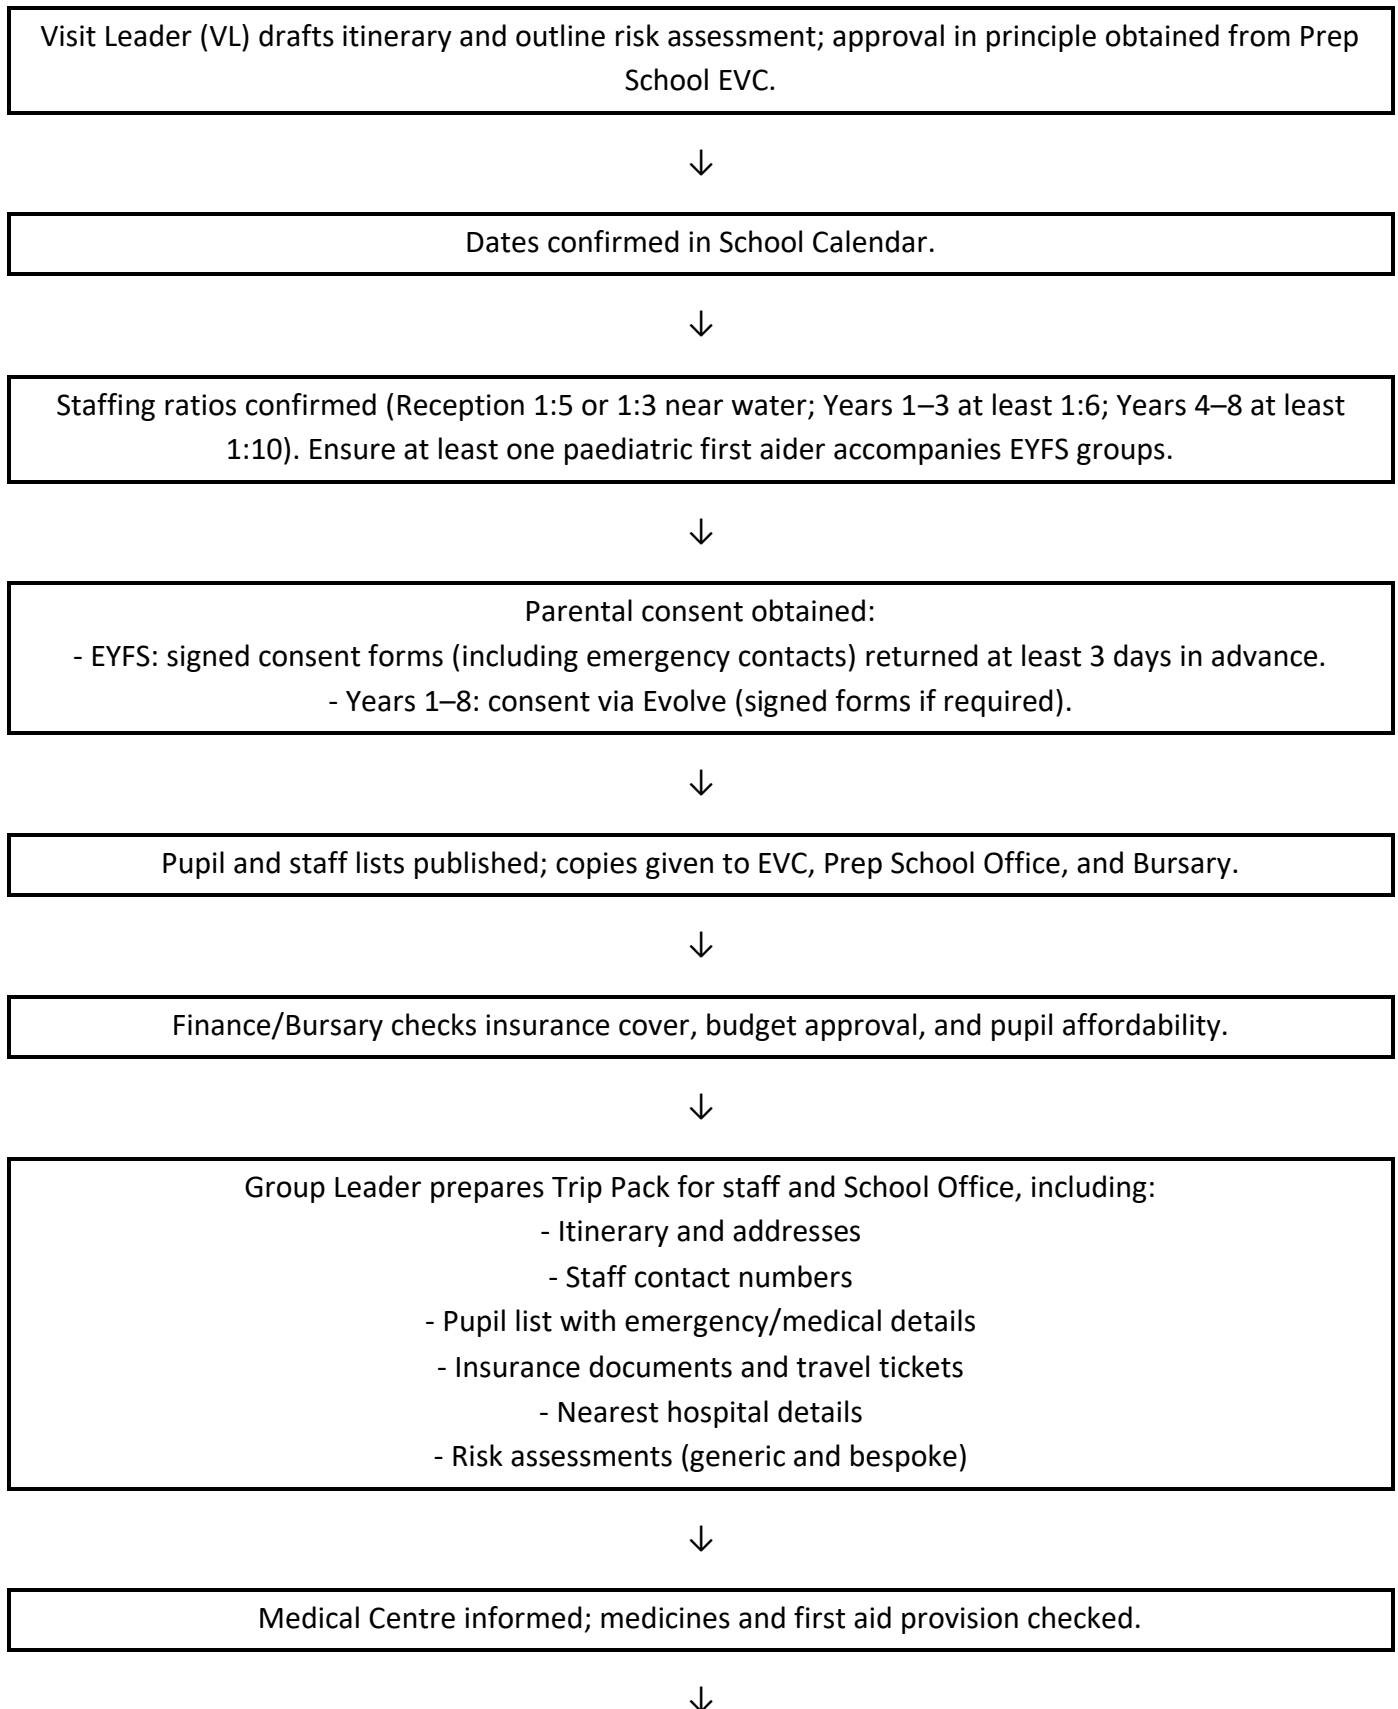 Visit Leader (VL) drafts itinerary and outline risk assessment; approval in principle obtained from Prep
School EVC.
↓
Dates confirmed in School Calendar.
↓
Staffing ratios confirmed (Reception 1:5 or 1:3 near water; Years 1–3 at least 1:6; Years 4–8 at least
1:10). Ensure at least one paediatric first aider accompanies EYFS groups.
↓
Parental consent obtained:
- EYFS: signed consent forms (including emergency contacts) returned at least 3 days in advance.
- Years 1–8: consent via Evolve (signed forms if required).
↓
Pupil and staff lists published; copies given to EVC, Prep School Office, and Bursary.
↓
Finance/Bursary checks insurance cover, budget approval, and pupil affordability.
↓
Group Leader prepares Trip Pack for staff and School Office, including:
- Itinerary and addresses
- Staff contact numbers
- Pupil list with emergency/medical details
- Insurance documents and travel tickets
- Nearest hospital details
- Risk assessments (generic and bespoke)
↓
Medical Centre informed; medicines and first aid provision checked.
↓